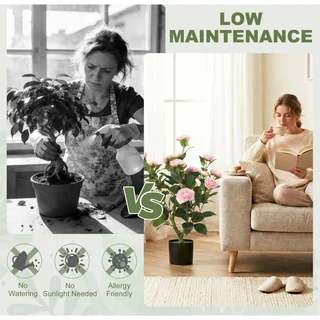 LOW
MAINTENANCE
VS
No
Watering
No
Sunlight Needed
Allergy
Friendly